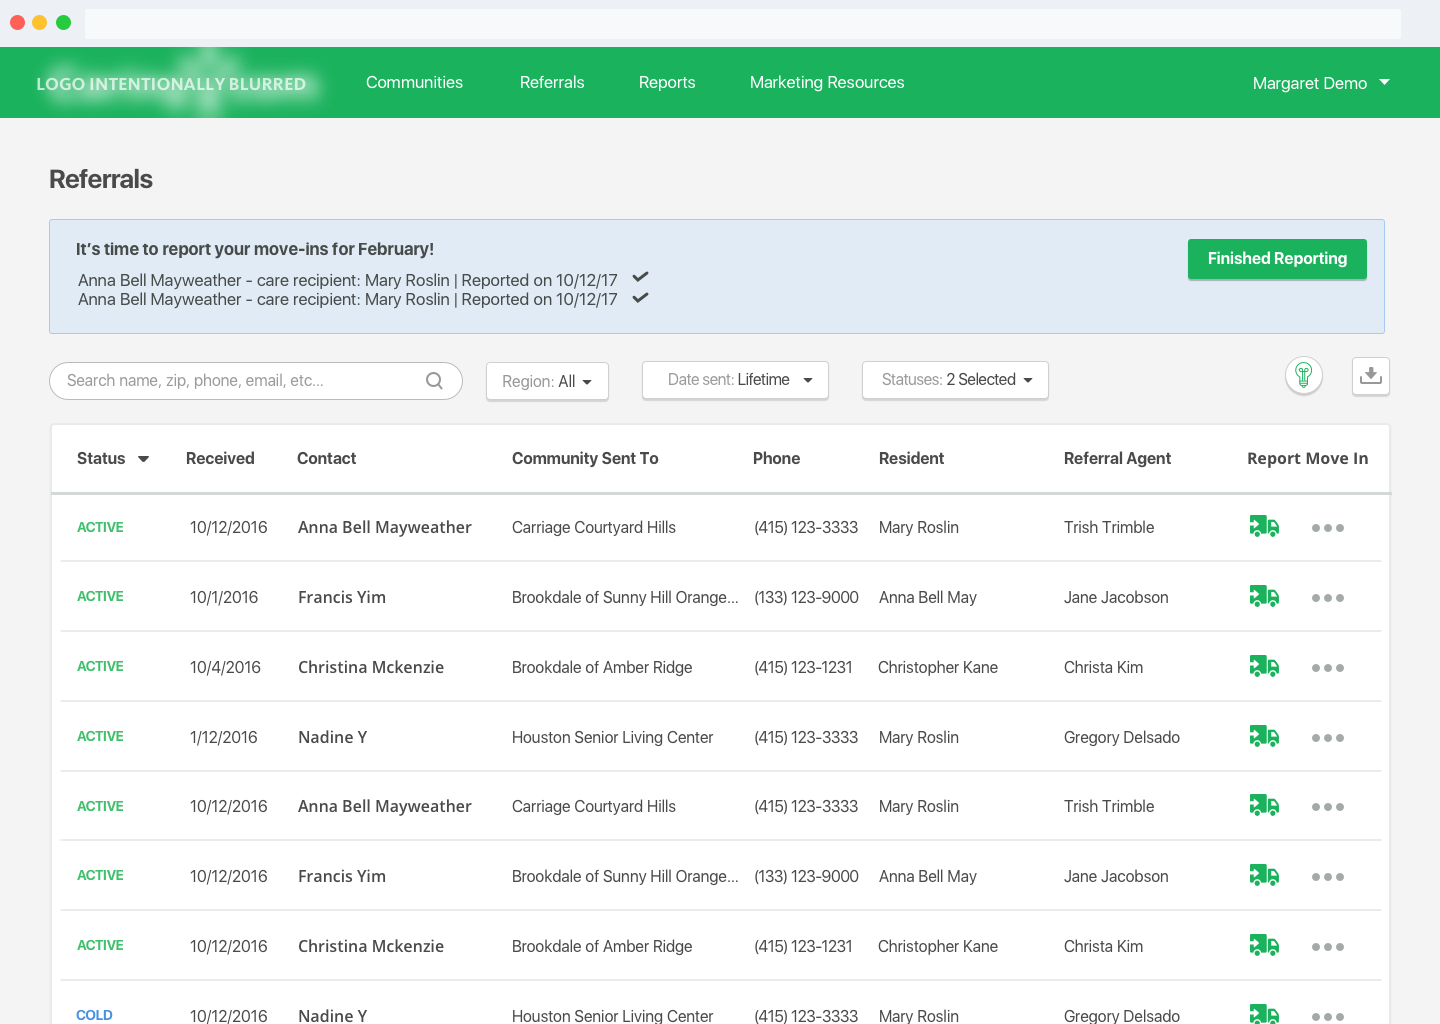 LOGO INTENTIONALLY BLURRED Communities Referrals Reports Marketing Resources Margaret Demo
Referrals
It's time to report your move-ins for February!
Anna Bell Mayweather - care recipient: Mary Roslin | Reported on 10/12/17
Anna Bell Mayweather - care recipient: Mary Roslin | Reported on 10/12/17
Finished Reporting
Search name, zip, phone, email, etc... Region: All Date sent: Lifetime Statuses: 2 Selected
Status Received Contact Community Sent To Phone Resident Referral Agent Report Move In
ACTIVE 10/12/2016 Anna Bell Mayweather Carriage Courtyard Hills (415) 123-3333 Mary Roslin Trish Trimble
ACTIVE 10/1/2016 Francis Yim Brookdale of Sunny Hill Orange... (133) 123-9000 Anna Bell May Jane Jacobson
ACTIVE 10/4/2016 Christina Mckenzie Brookdale of Amber Ridge (415) 123-1231 Christopher Kane Christa Kim
ACTIVE 1/12/2016 Nadine Y Houston Senior Living Center (415) 123-3333 Mary Roslin Gregory Delsado
ACTIVE 10/12/2016 Anna Bell Mayweather Carriage Courtyard Hills (415) 123-3333 Mary Roslin Trish Trimble
ACTIVE 10/12/2016 Francis Yim Brookdale of Sunny Hill Orange... (133) 123-9000 Anna Bell May Jane Jacobson
ACTIVE 10/12/2016 Christina Mckenzie Brookdale of Amber Ridge (415) 123-1231 Christopher Kane Christa Kim
COLD 10/12/2016 Nadine Y Houston Senior Living Center (415) 123-3333 Mary Roslin Gregory Delsado